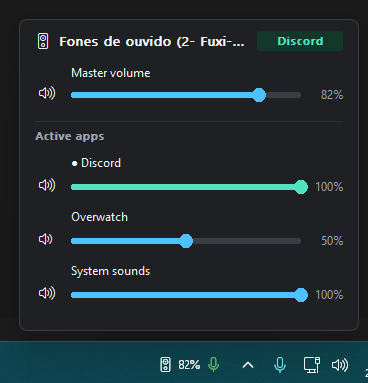 Fones de ouvido (2- Fuxi-...
Discord
Master volume
82%
Active apps
● Discord
100%
Overwatch
50%
System sounds
100%
82%